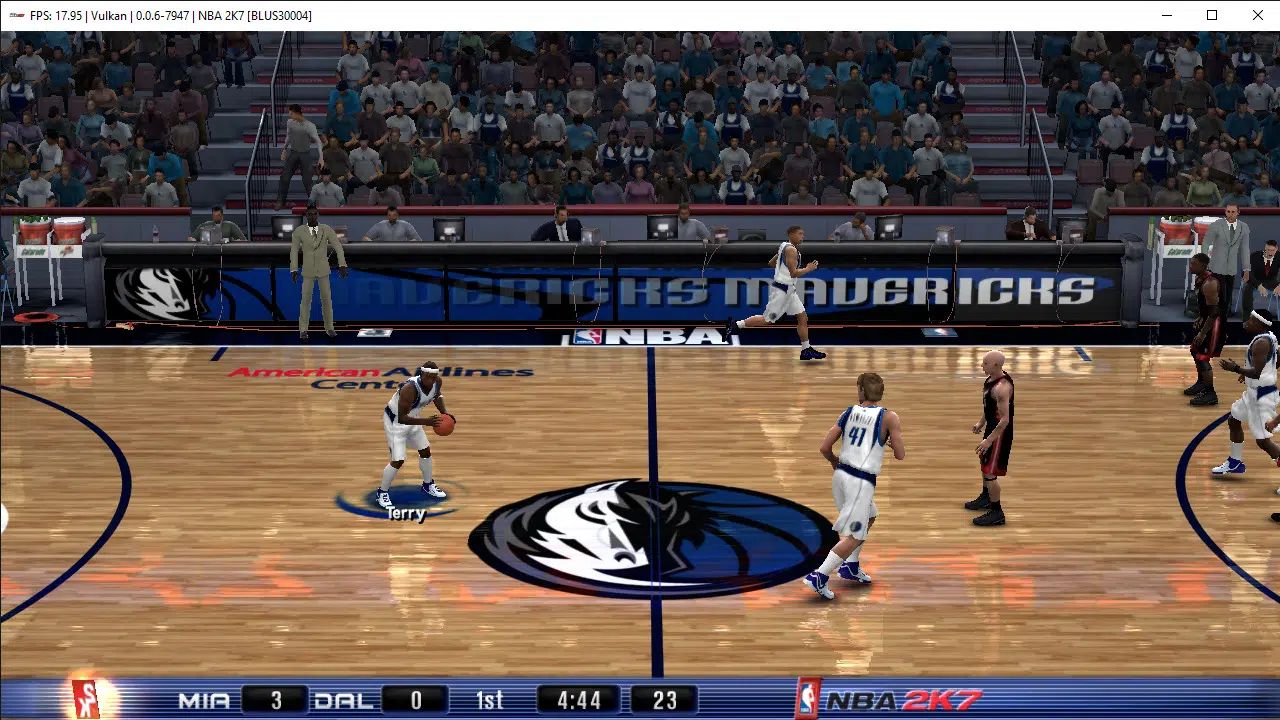 FPS: 17.95 | Vulkan | 0.0.6-7947 | NBA 2K7 [BLUS30004]
MAVERICKS MAVERICKS
NBA
American Airlines
Center
41
Terry
SK
MIA 3 DAL 0 1st 4:44 23 NBA 2K7